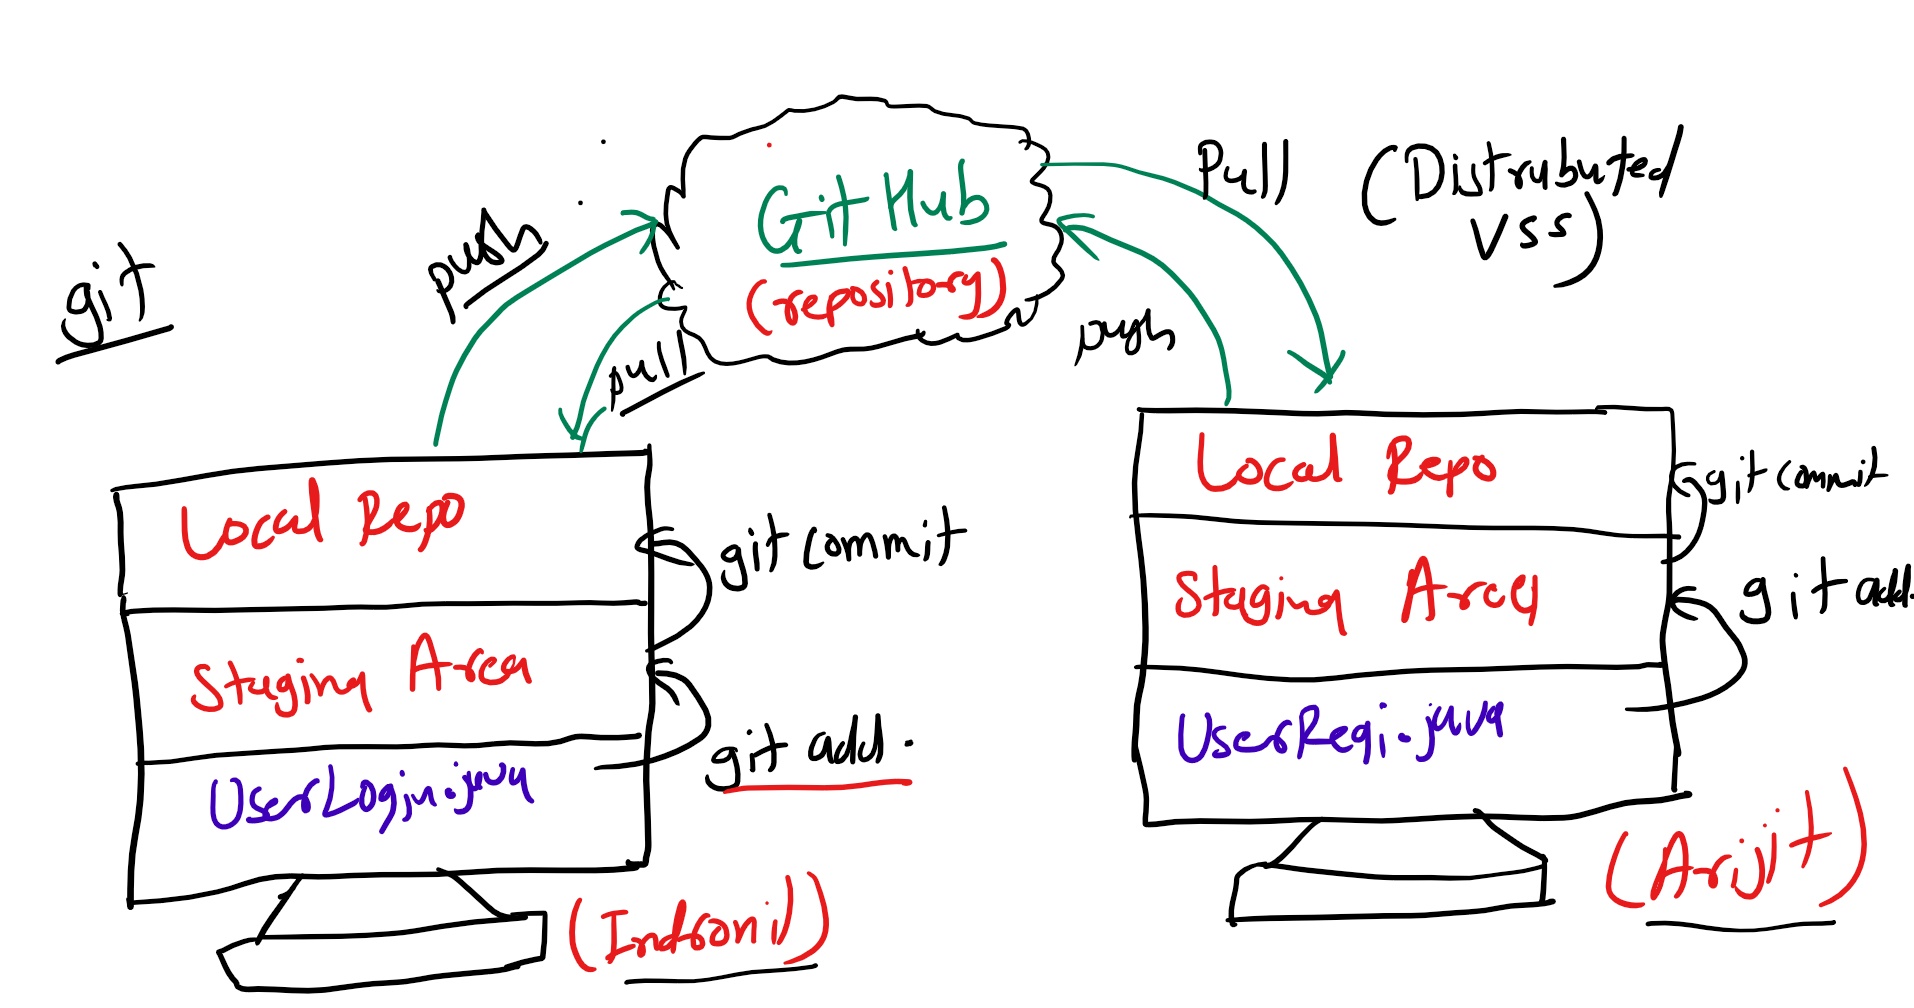 git
push
pull
GitHub
(repository)
Pull
push
(Distrubuted
VSS)
Local Repo
Staging Area
UserLogin.java
git commit
git add .
(Indronil)
Local Repo
Staging Area
UserRegi.java
git commit
git add.
(Arijit)